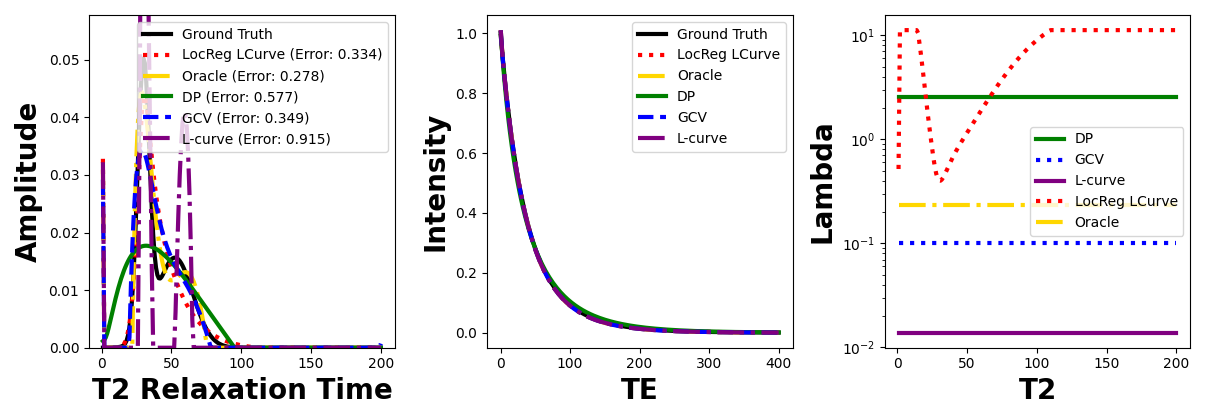 Amplitude
0.00
0.01
0.02
0.03
0.04
0.05
0
50
100
150
200
T2 Relaxation Time
Ground Truth
LocReg LCurve (Error: 0.334)
Oracle (Error: 0.278)
DP (Error: 0.577)
GCV (Error: 0.349)
L-curve (Error: 0.915)
Intensity
0.0
0.2
0.4
0.6
0.8
1.0
0
100
200
300
400
TE
Ground Truth
LocReg LCurve
Oracle
DP
GCV
L-curve
Lambda
10⁻²
10⁻¹
10⁰
10¹
0
50
100
150
200
T2
DP
GCV
L-curve
LocReg LCurve
Oracle